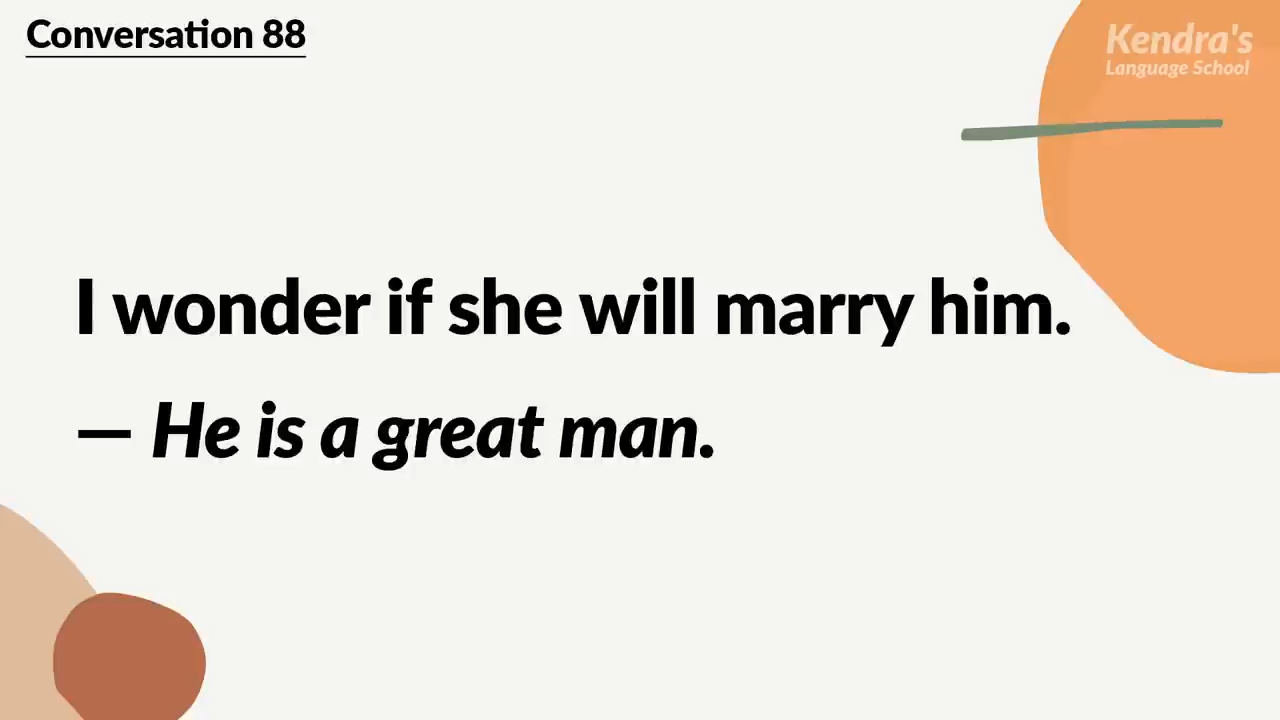 Conversation 88
Kendra's
Language School
I wonder if she will marry him.
— He is a great man.